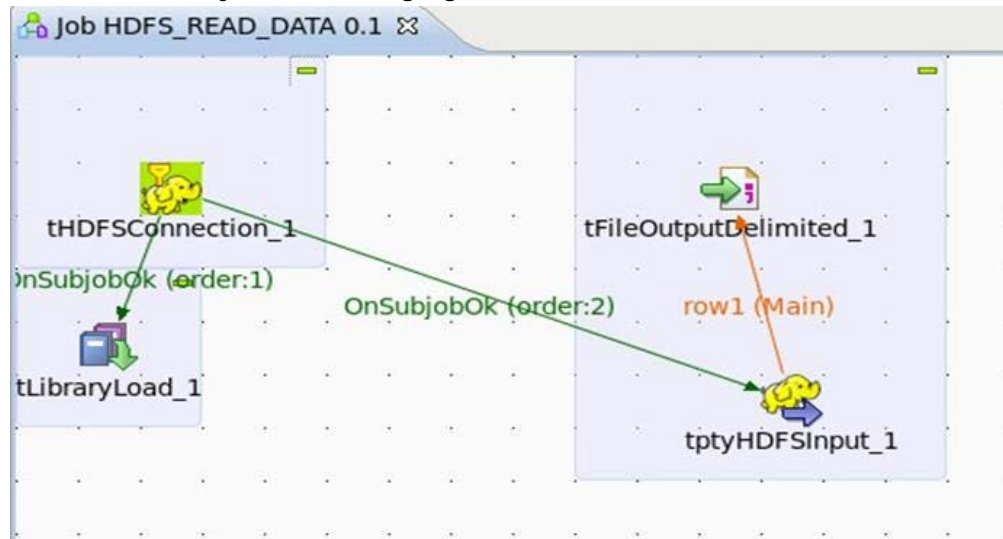 Job HDFS_READ_DATA 0.1
tHDFSConnection_1
tFileOutputDelimited_1
OnSubjobOk (order:1)
OnSubjobOk (order:2)
row1 (Main)
tLibraryLoad_1
tptyHDFSInput_1